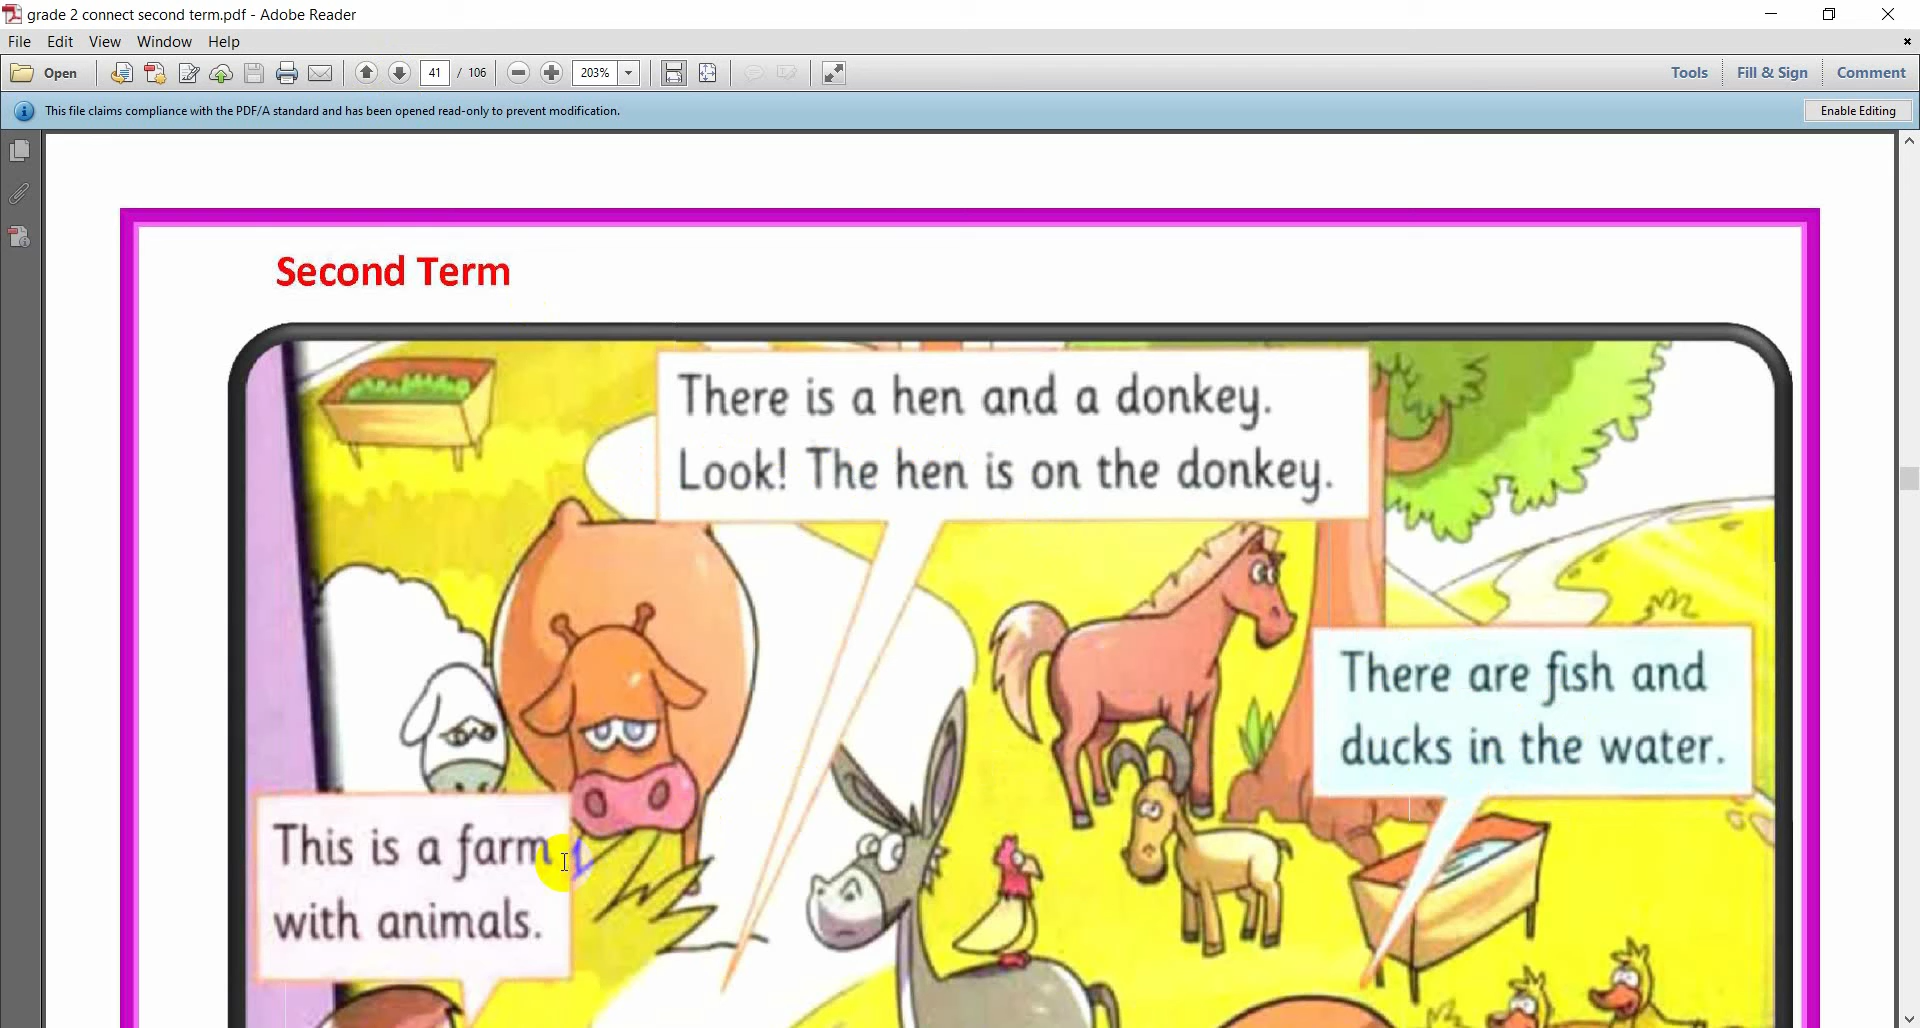 grade 2 connect second term.pdf - Adobe Reader
File Edit View Window Help
Open 41 / 106 203% Tools Fill & Sign Comment
This file claims compliance with the PDF/A standard and has been opened read-only to prevent modification. Enable Editing
Second Term
There is a hen and a donkey.
Look! The hen is on the donkey.
There are fish and
ducks in the water.
This is a farm
with animals.